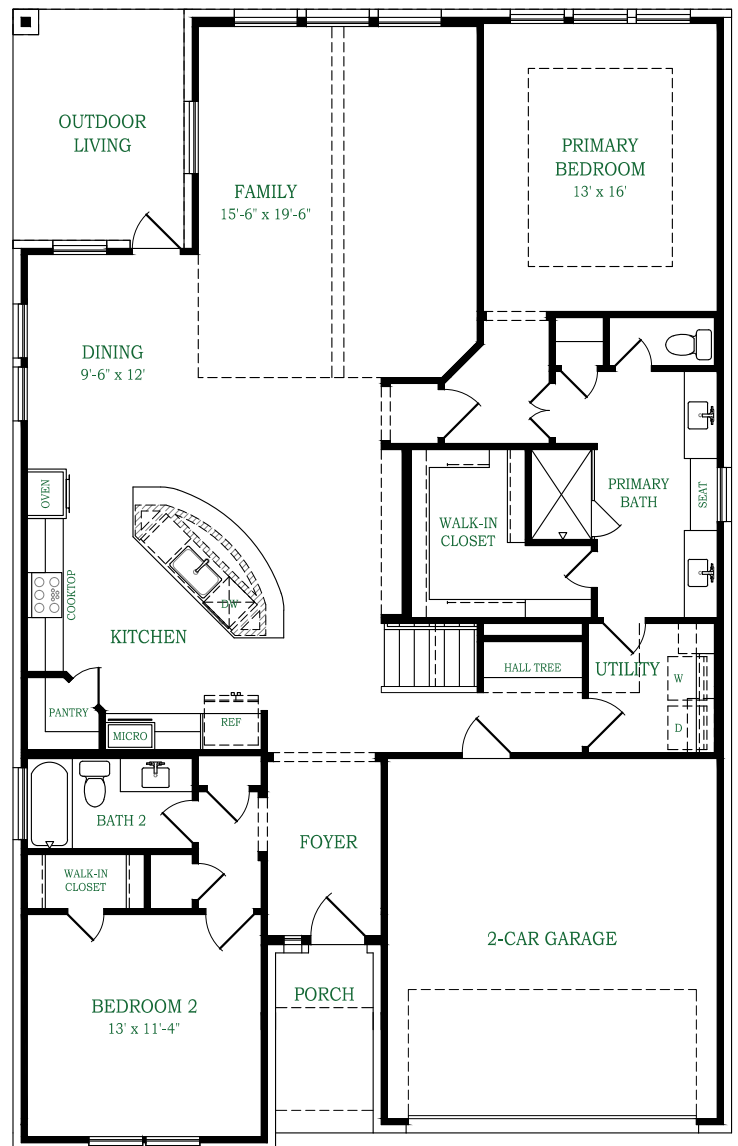 OUTDOOR
LIVING
FAMILY
15'-6" x 19'-6"
PRIMARY
BEDROOM
13' x 16'
DINING
9'-6" x 12'
OVEN
COOKTOP
DW
KITCHEN
PANTRY
MICRO
REF
WALK-IN
CLOSET
PRIMARY
BATH
SEAT
HALL TREE
UTILITY
W
D
BATH 2
WALK-IN
CLOSET
FOYER
2-CAR GARAGE
PORCH
BEDROOM 2
13' x 11'-4"